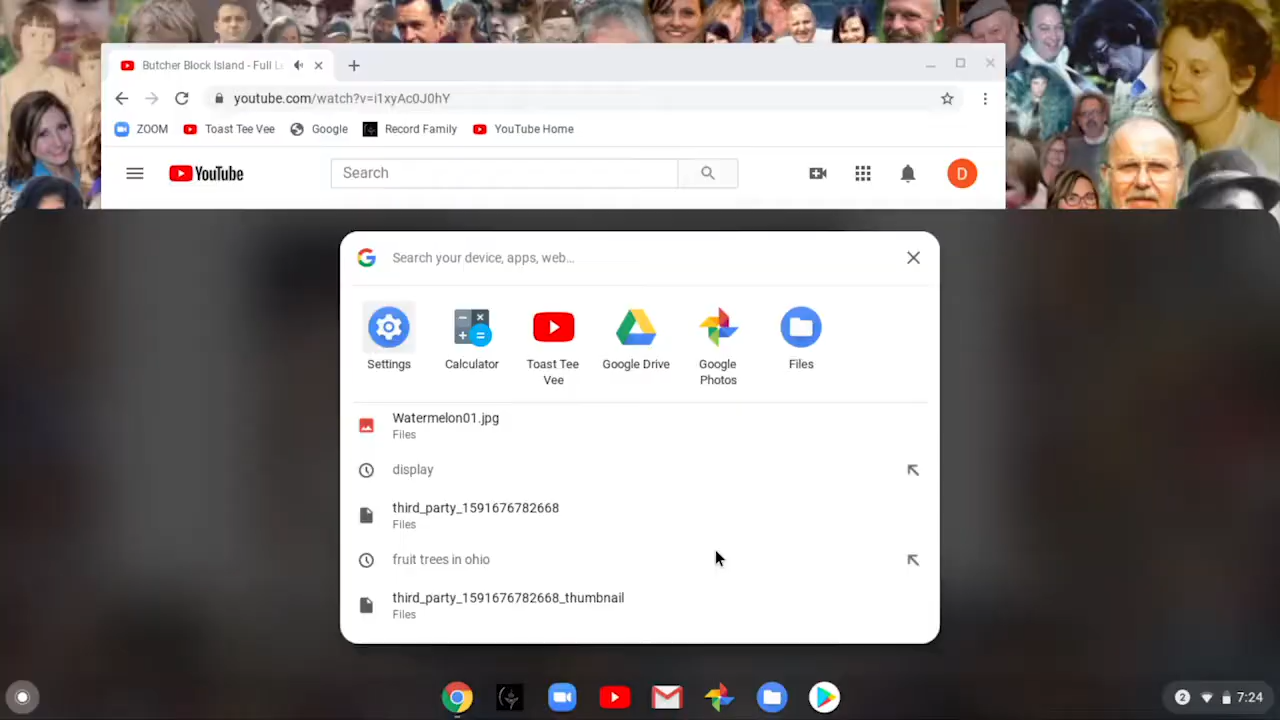 Butcher Block Island - Full L
youtube.com/watch?v=i1xyAc0J0hY
ZOOM Toast Tee Vee Google Record Family YouTube Home
YouTube Search D
Search your device, apps, web...
Settings Calculator Toast Tee Vee Google Drive Google Photos Files
Watermelon01.jpg
Files
display
third_party_1591676782668
Files
fruit trees in ohio
third_party_1591676782668_thumbnail
Files
2 7:24